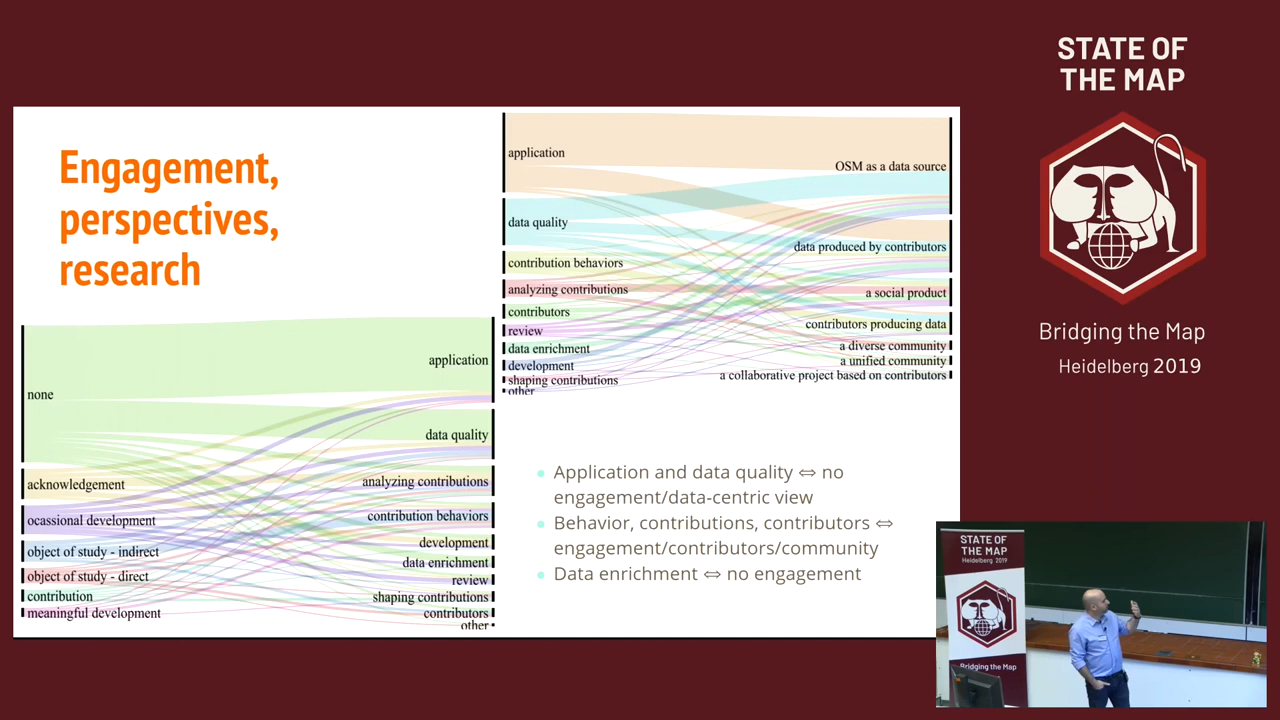 STATE OF
THE MAP
Bridging the Map
Heidelberg 2019
Engagement,
perspectives,
research
application
data quality
contribution behaviors
analyzing contributions
contributors
review
data enrichment
development
shaping contributions
other
OSM as a data source
data produced by contributors
a social product
contributors producing data
a diverse community
a unified community
a collaborative project based on contributors
none
acknowledgement
ocassional development
object of study - indirect
object of study - direct
contribution
meaningful development
application
data quality
analyzing contributions
contribution behaviors
development
data enrichment
review
shaping contributions
contributors
other
Application and data quality ⇔ no
engagement/data-centric view
Behavior, contributions, contributors ⇔
engagement/contributors/community
Data enrichment ⇔ no engagement
STATE OF
THE MAP
Heidelberg 2019
Bridging the Map